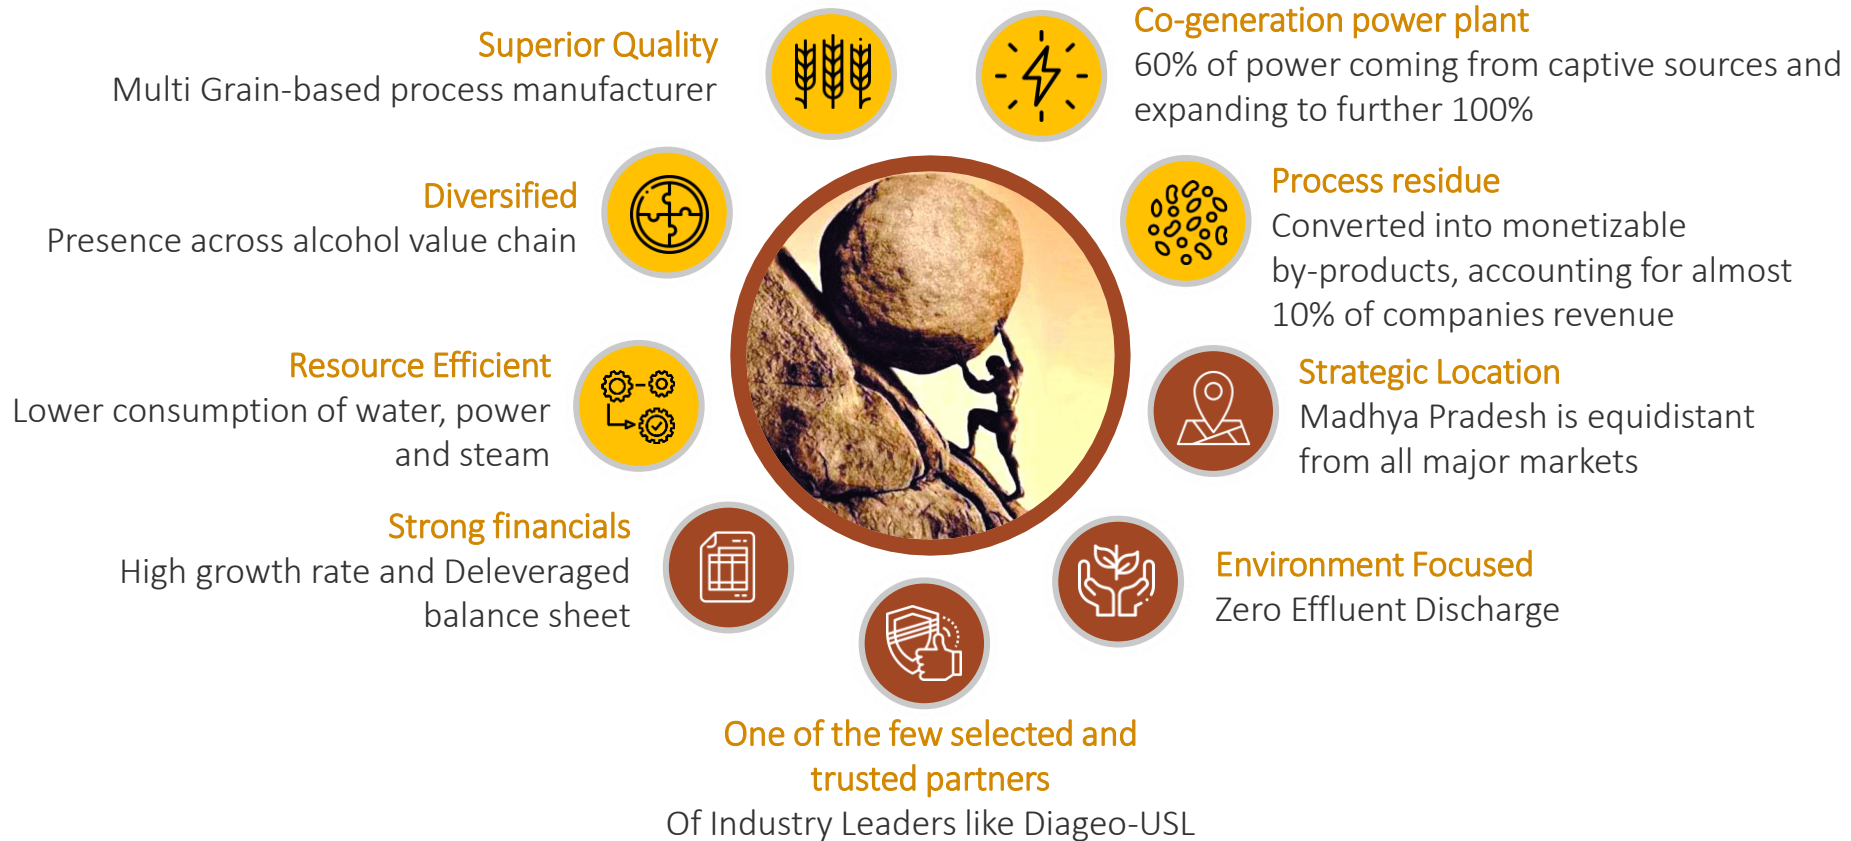 Superior Quality
Multi Grain-based process manufacturer
Co-generation power plant
60% of power coming from captive sources and
expanding to further 100%
Diversified
Presence across alcohol value chain
Process residue
Converted into monetizable
by-products, accounting for almost
10% of companies revenue
Resource Efficient
Lower consumption of water, power
and steam
Strategic Location
Madhya Pradesh is equidistant
from all major markets
Strong financials
High growth rate and Deleveraged
balance sheet
Environment Focused
Zero Effluent Discharge
One of the few selected and
trusted partners
Of Industry Leaders like Diageo-USL